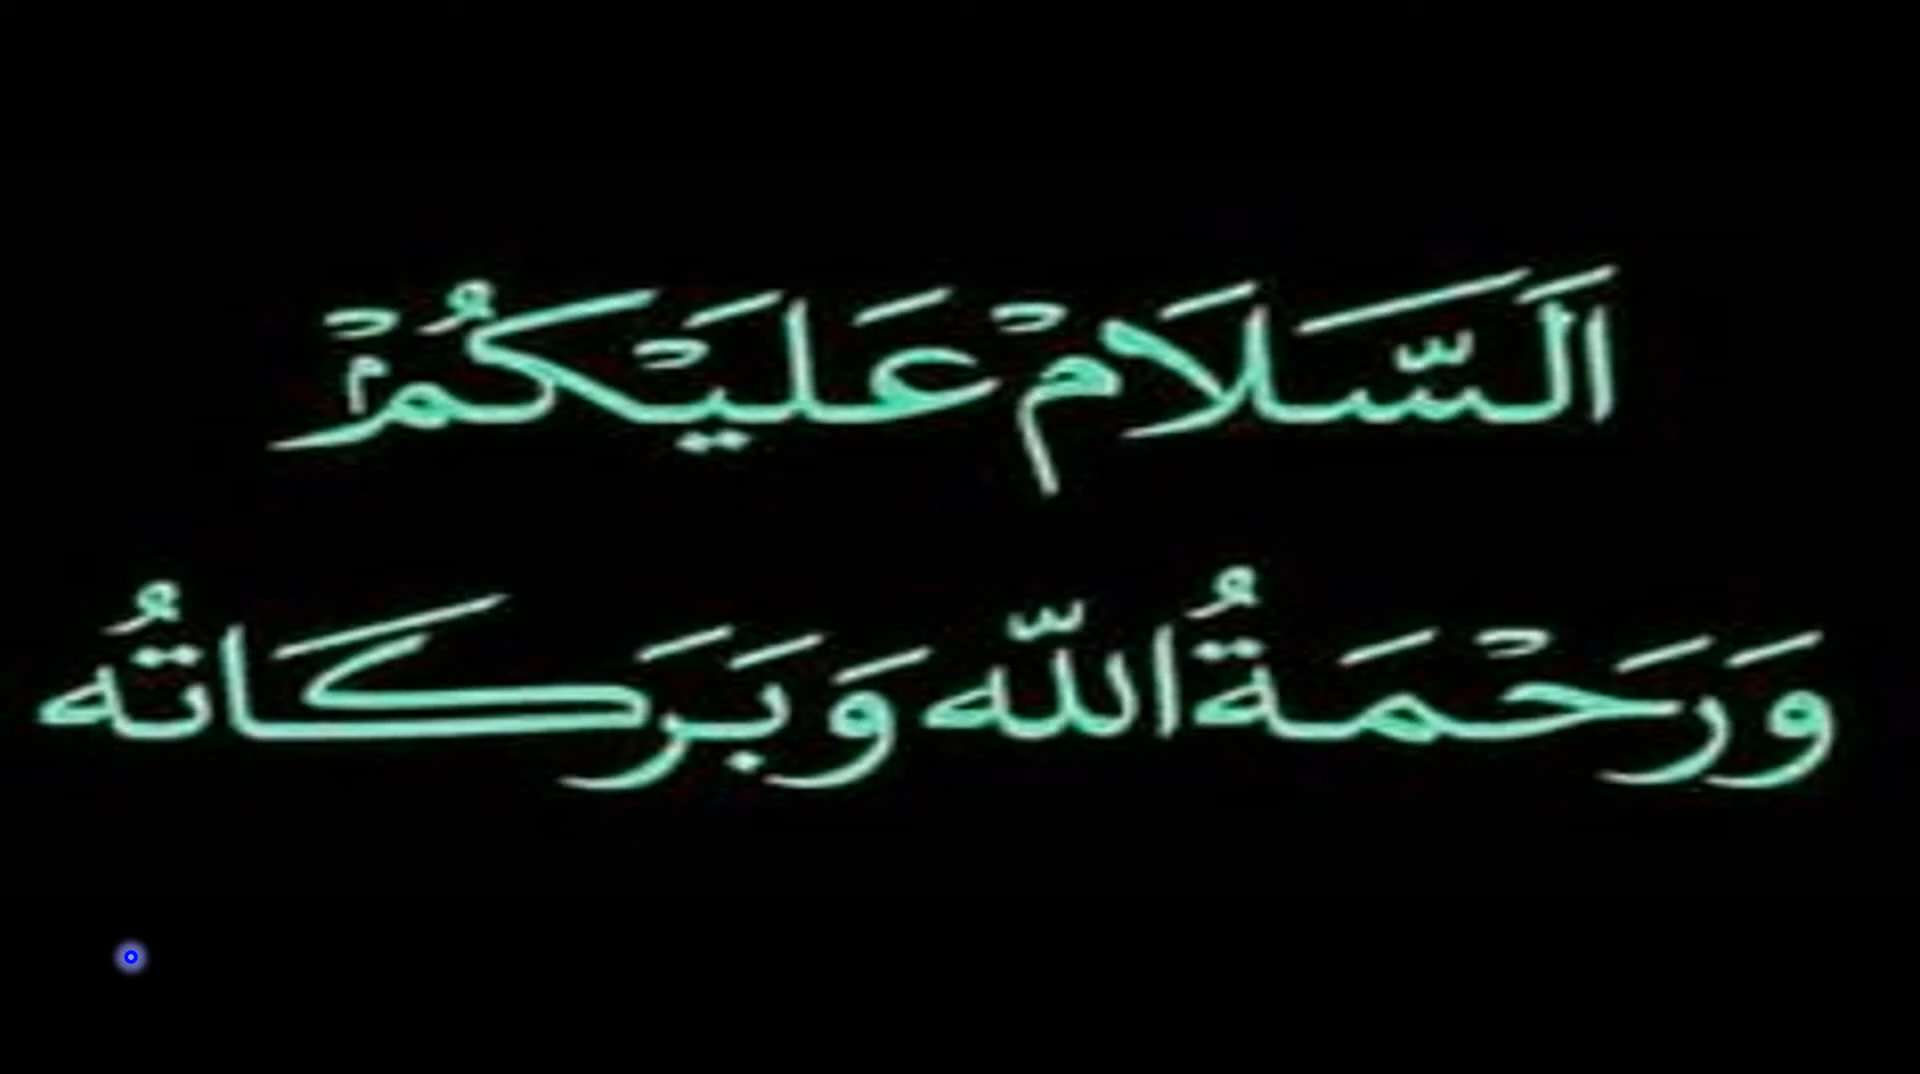 اَلسَّلَامْ عَلَيْكُمْ
وَرَحْمَةُ اللّه وَبَرَكَاتُه